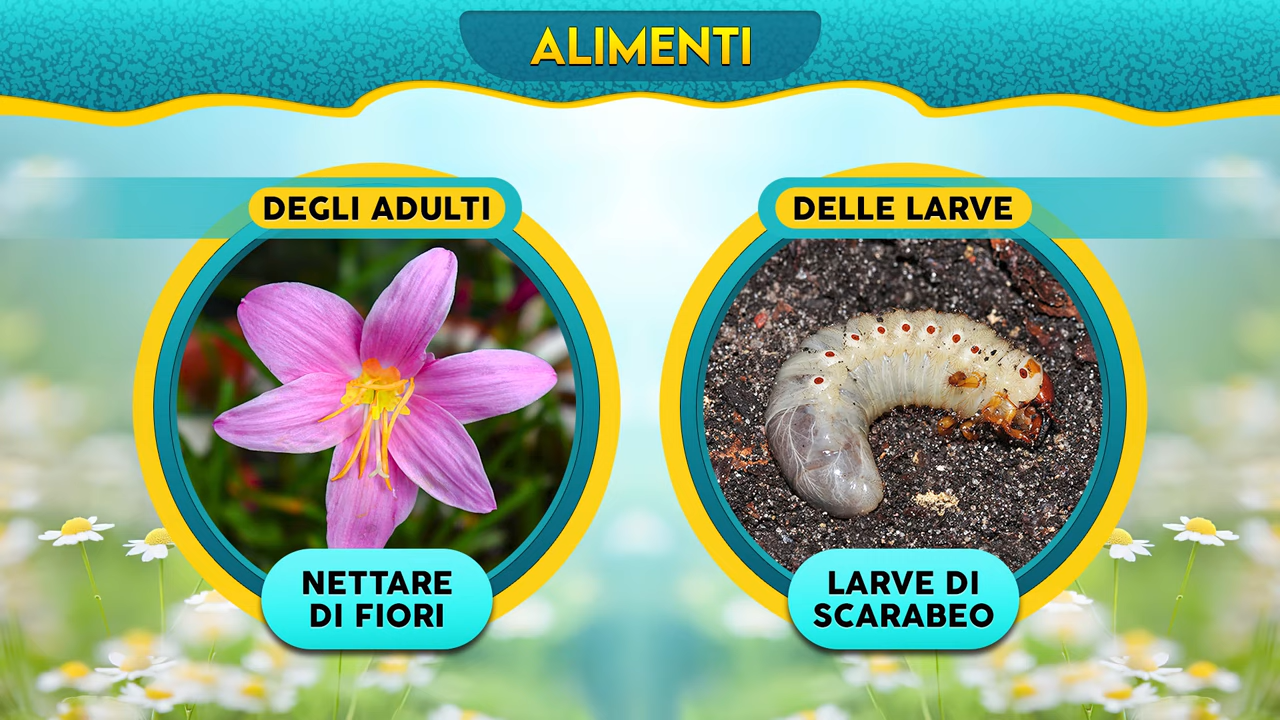 ALIMENTI
DEGLI ADULTI
NETTARE
DI FIORI
DELLE LARVE
LARVE DI
SCARABEO